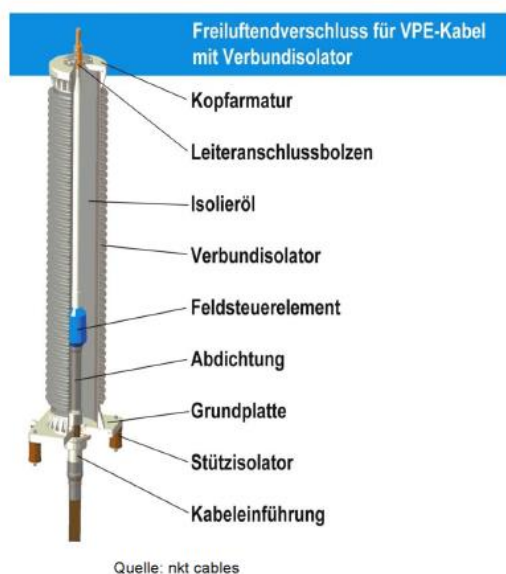 Freiluftendverschluss für VPE-Kabel
mit Verbundisolator
Kopfarmatur
Leiteranschlussbolzen
Isolieröl
Verbundisolator
Feldsteuerelement
Abdichtung
Grundplatte
Stützisolator
Kabeleinführung
Quelle: nkt cables